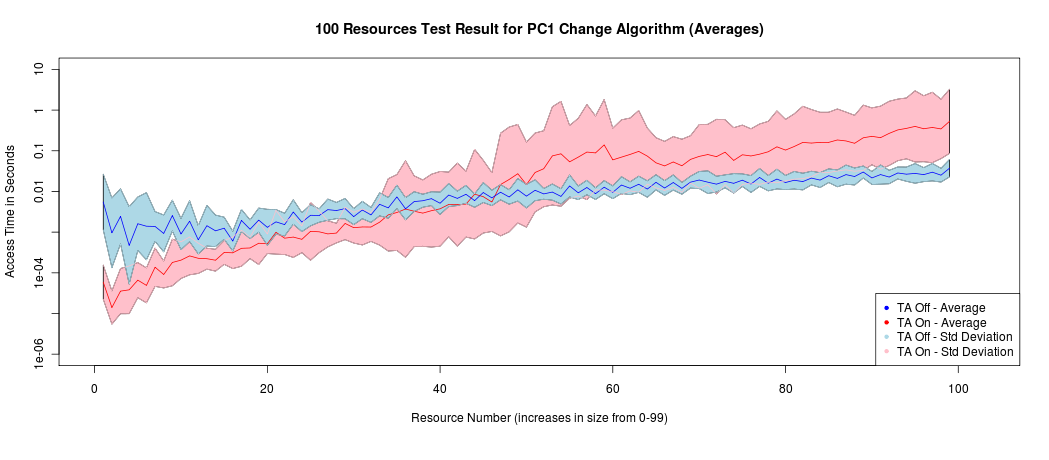 100 Resources Test Result for PC1 Change Algorithm (Averages)
Access Time in Seconds
10
1
0.1
0.01
1e-04
1e-06
0
20
40
60
80
100
Resource Number (increases in size from 0-99)
TA Off - Average
TA On - Average
TA Off - Std Deviation
TA On - Std Deviation